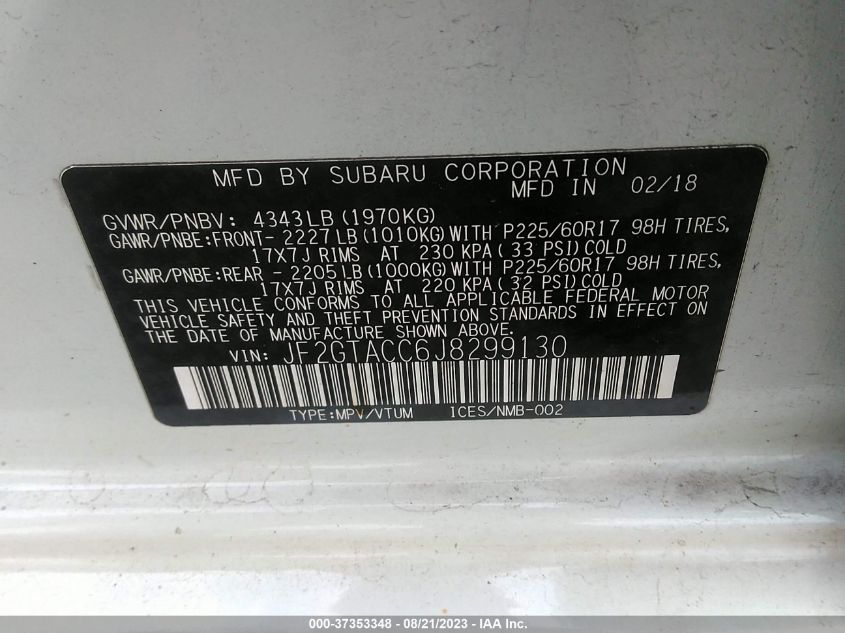 MFD BY SUBARU CORPORATION
MFD IN 02/18
GVWR/PNBV: 4343LB (1970KG)
GAWR/PNBE:FRONT- 2227LB (1010KG) WITH P225/60R17 98H TIRES,
17X7J RIMS AT 230 KPA (33 PSI) COLD
GAWR/PNBE:REAR - 2205LB (1000KG) WITH P225/60R17 98H TIRES,
17X7J RIMS AT 220 KPA (32 PSI) COLD
THIS VEHICLE CONFORMS TO ALL APPLICABLE FEDERAL MOTOR
VEHICLE SAFETY AND THEFT PREVENTION STANDARDS IN EFFECT ON
THE DATE OF MANUFACTURE SHOWN ABOVE.
VIN: JF2GTACC6J8299130
TYPE:MPV/VTUM ICES/NMB-002
000-37353348 - 08/21/2023 - IAA Inc.